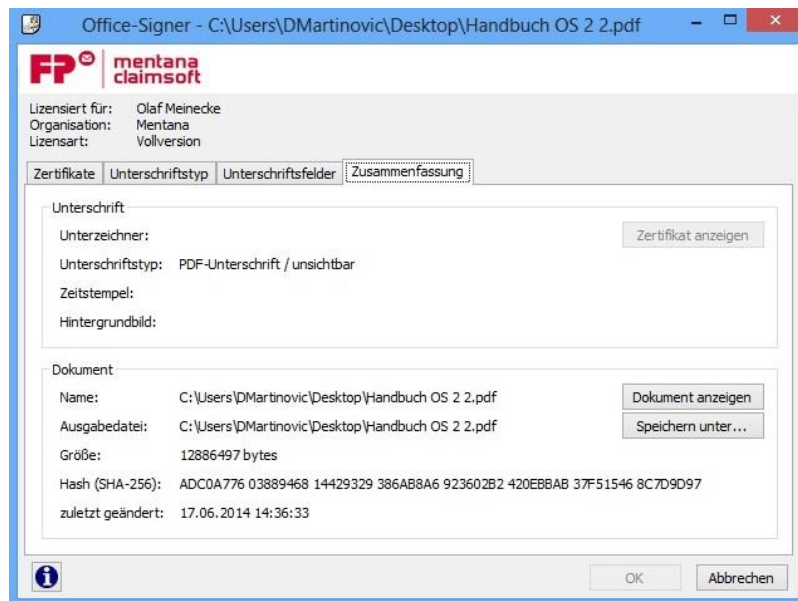 Office-Signer - C:\Users\DMartinovic\Desktop\Handbuch OS 2 2.pdf
FP mentana
claimsoft
Lizensiert für: Olaf Meinecke
Organisation: Mentana
Lizensart: Vollversion
Zertifikate Unterschriftstyp Unterschriftsfelder Zusammenfassung
Unterschrift
Unterzeichner: Zertifikat anzeigen
Unterschriftstyp: PDF-Unterschrift / unsichtbar
Zeitstempel:
Hintergrundbild:
Dokument
Name: C:\Users\DMartinovic\Desktop\Handbuch OS 2 2.pdf Dokument anzeigen
Ausgabedatei: C:\Users\DMartinovic\Desktop\Handbuch OS 2 2.pdf Speichern unter...
Größe: 12886497 bytes
Hash (SHA-256): ADC0A776 03889468 14429329 386AB8A6 923602B2 420EBBAB 37F51546 8C7D9D97
zuletzt geändert: 17.06.2014 14:36:33
OK Abbrechen